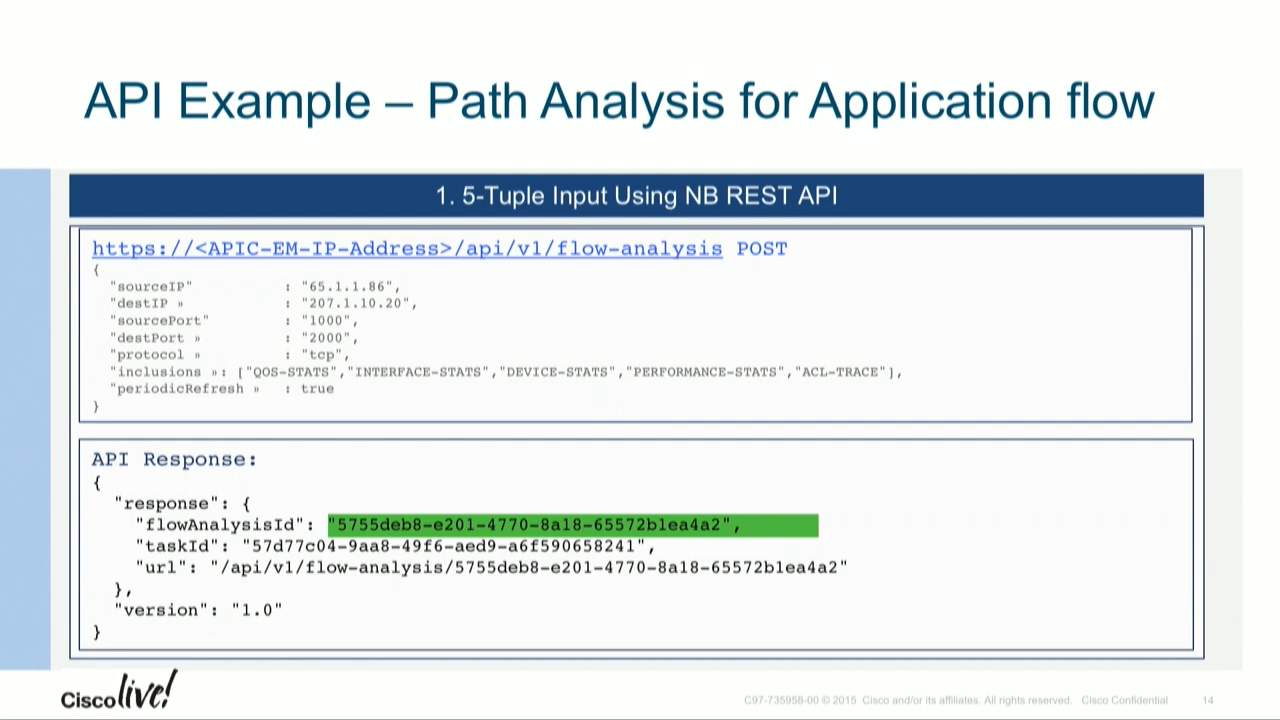 API Example – Path Analysis for Application flow
1. 5-Tuple Input Using NB REST API
https://<APIC-EM-IP-Address>/api/v1/flow-analysis POST
{
"sourceIP" : "65.1.1.86",
"destIP » : "207.1.10.20",
"sourcePort" : "1000",
"destPort » : "2000",
"protocol » : "tcp",
"inclusions »: ["QOS-STATS","INTERFACE-STATS","DEVICE-STATS","PERFORMANCE-STATS","ACL-TRACE"],
"periodicRefresh » : true
}
API Response:
{
"response": {
"flowAnalysisId": "5755deb8-e201-4770-8a18-65572b1ea4a2",
"taskId": "57d77c04-9aa8-49f6-aed9-a6f590658241",
"url": "/api/v1/flow-analysis/5755deb8-e201-4770-8a18-65572b1ea4a2"
},
"version": "1.0"
}
Cisco live!
C97-735958-00 © 2015 Cisco and/or its affiliates. All rights reserved. Cisco Confidential 14